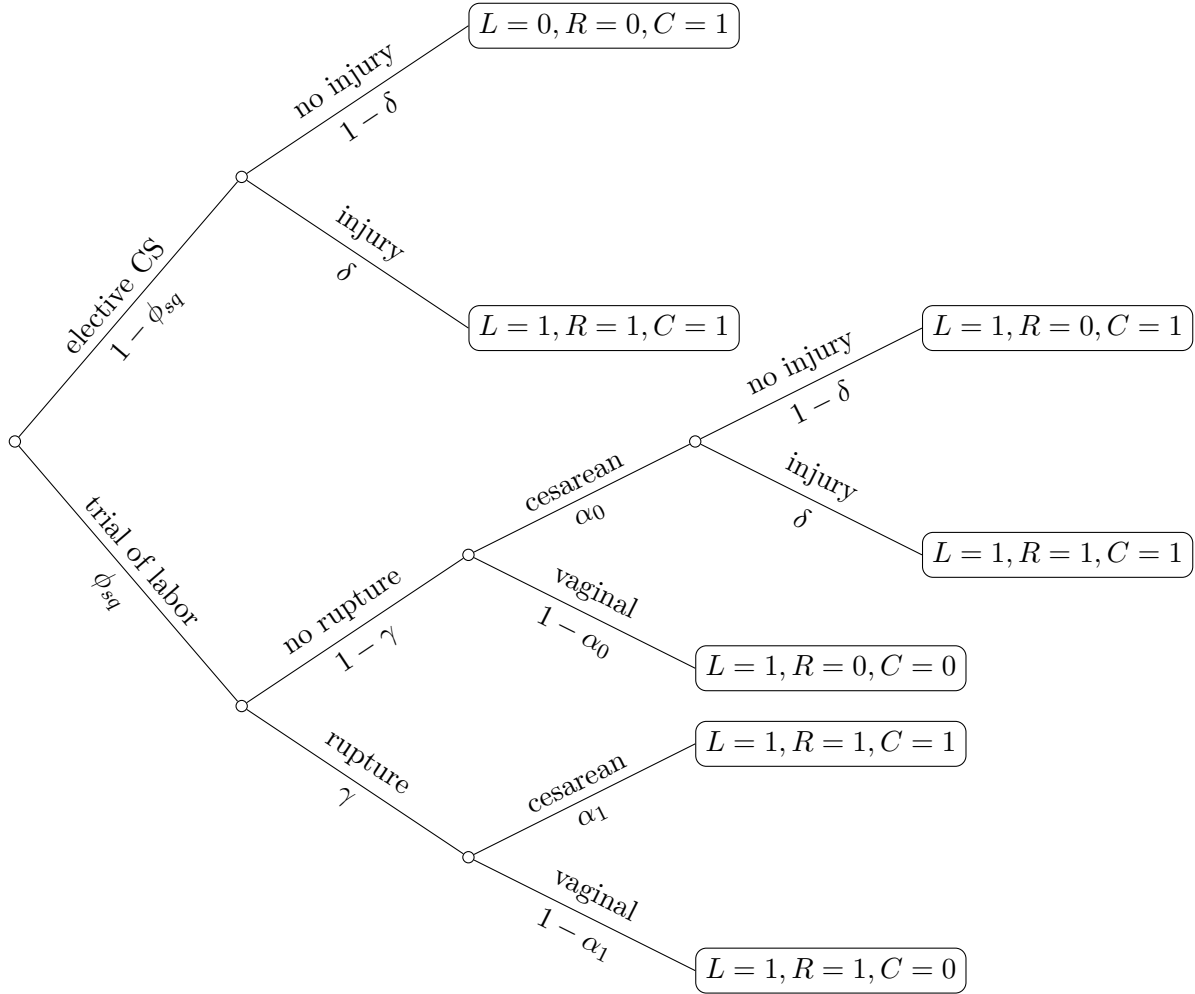 L = 0, R = 0, C = 1
no injury
1 − δ
injury
δ
L = 1, R = 1, C = 1
elective CS
1 − ϕ_sq
trial of labor
ϕ_sq
no injury
1 − δ
L = 1, R = 0, C = 1
injury
δ
L = 1, R = 1, C = 1
cesarean
α₀
vaginal
1 − α₀
L = 1, R = 0, C = 0
no rupture
1 − γ
rupture
γ
cesarean
α₁
L = 1, R = 1, C = 1
vaginal
1 − α₁
L = 1, R = 1, C = 0